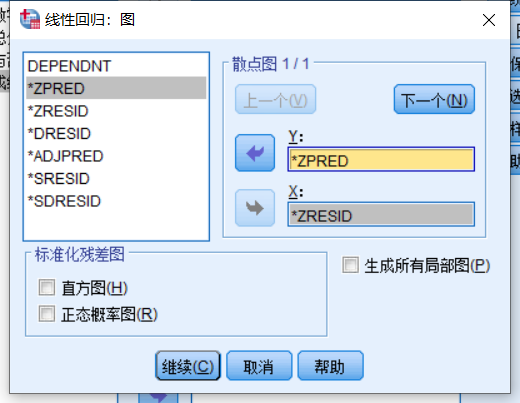 线性回归：图
DEPENDNT
*ZPRED
*ZRESID
*DRESID
*ADJPRED
*SRESID
*SDRESID
散点图 1 / 1
上一个(V)
下一个(N)
Y:
*ZPRED
X:
*ZRESID
标准化残差图
直方图(H)
正态概率图(R)
生成所有局部图(P)
继续(C)
取消
帮助